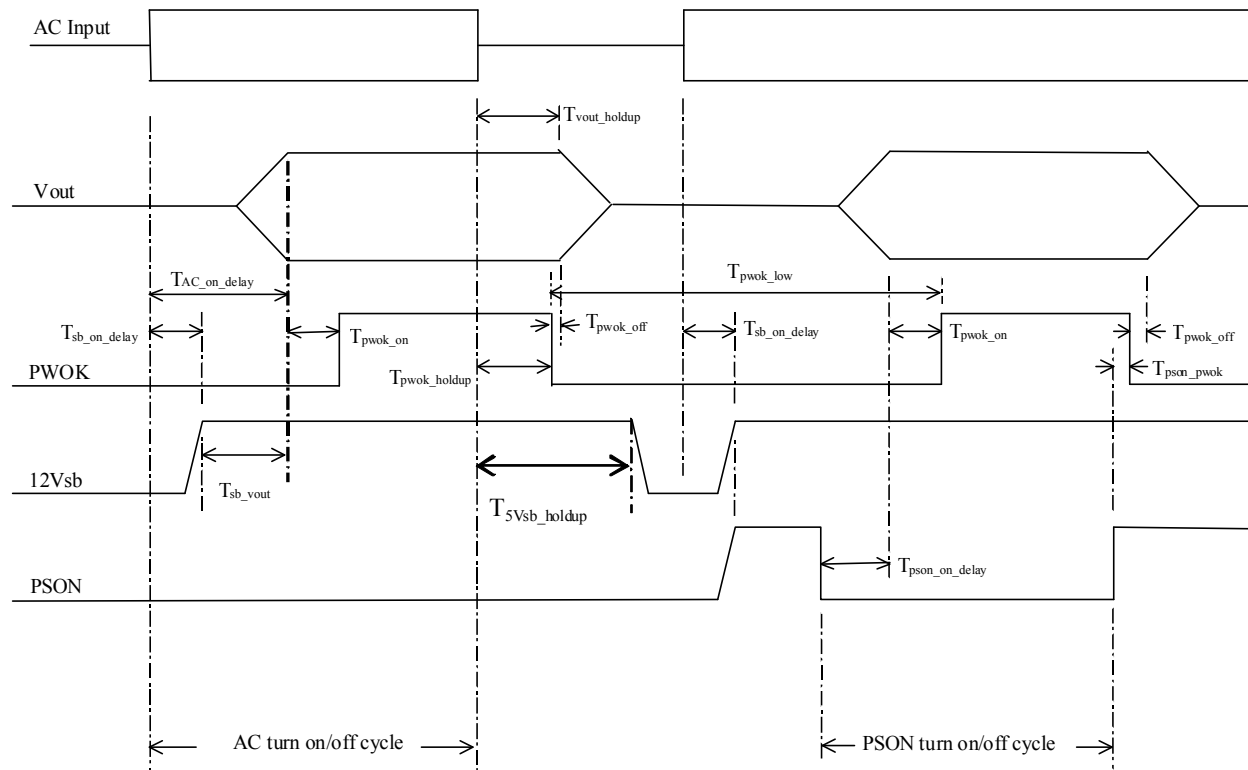 AC Input
Tvout_holdup
Vout
TAC_on_delay
Tpwok_low
Tsb_on_delay
Tpwok_on
Tpwok_off
Tsb_on_delay
Tpwok_on
Tpwok_off
PWOK
Tpwok_holdup
Tpson_pwok
12Vsb
Tsb_vout
T5Vsb_holdup
PSON
Tpson_on_delay
AC turn on/off cycle
PSON turn on/off cycle